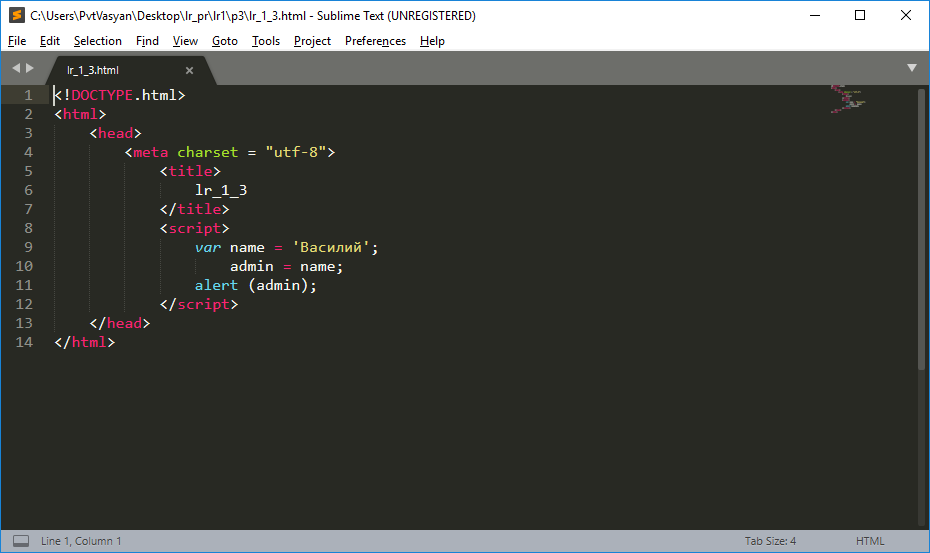 C:\Users\PvtVasyan\Desktop\lr_pr\lr1\p3\lr_1_3.html - Sublime Text (UNREGISTERED)
File Edit Selection Find View Goto Tools Project Preferences Help
lr_1_3.html
1 <!DOCTYPE.html>
2 <html>
3 <head>
4 <meta charset = "utf-8">
5 <title>
6 lr_1_3
7 </title>
8 <script>
9 var name = 'Василий';
10 admin = name;
11 alert (admin);
12 </script>
13 </head>
14 </html>
Line 1, Column 1 Tab Size: 4 HTML